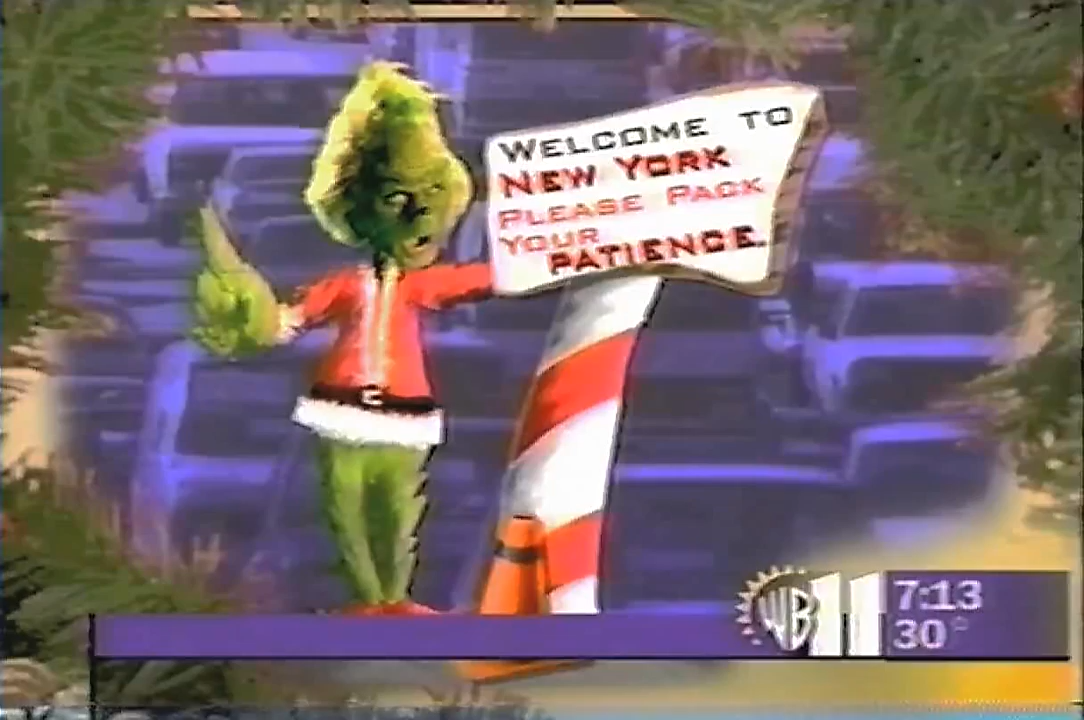 WELCOME TO
NEW YORK
PLEASE PACK
YOUR
PATIENCE.
WB 11
7:13
30°